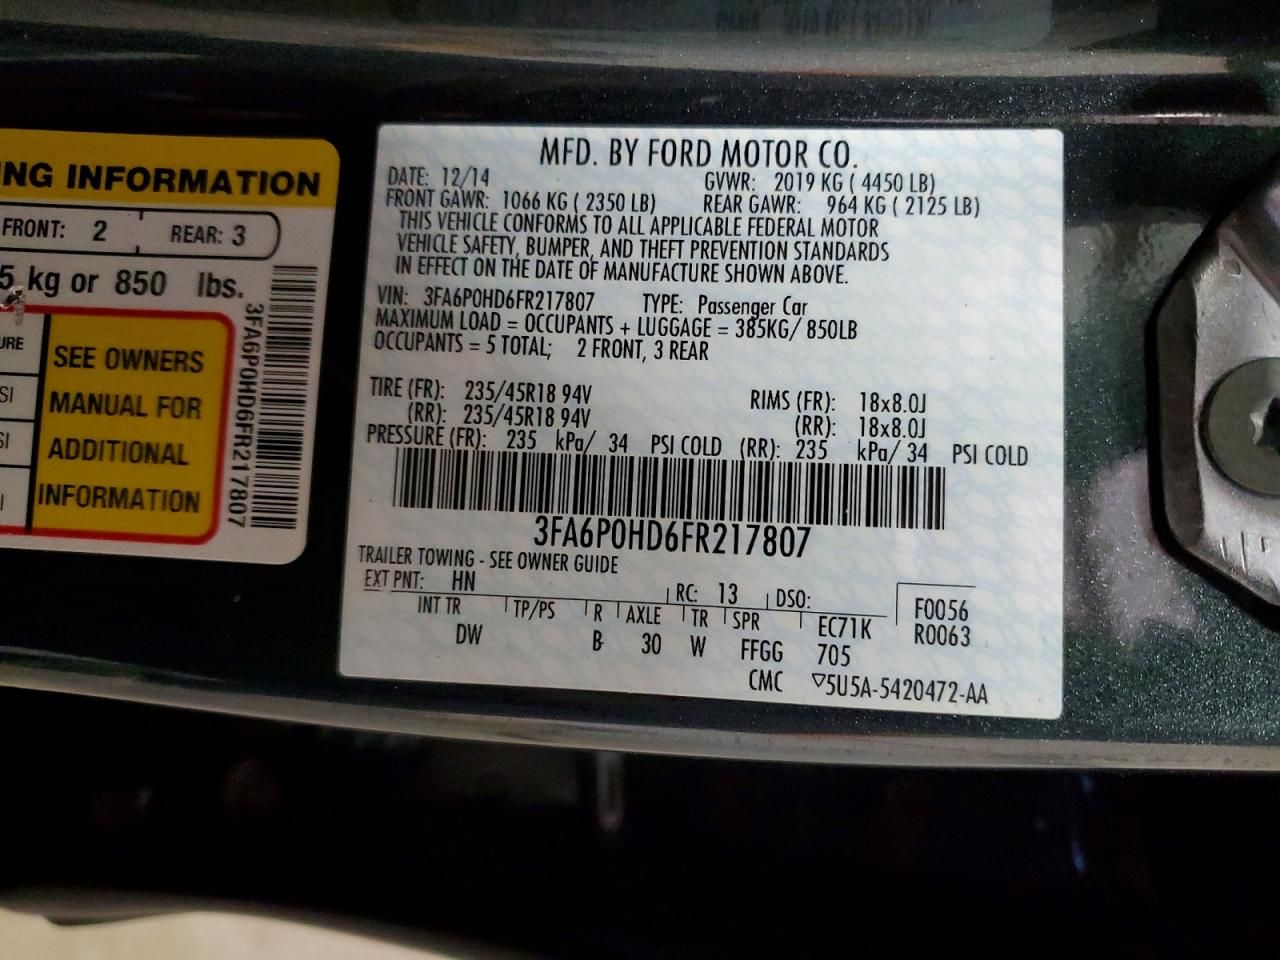 NG INFORMATION
FRONT: 2 REAR: 3
5 kg or 850 lbs.
URE
SI
SI
I
SEE OWNERS
MANUAL FOR
ADDITIONAL
INFORMATION
3FA6P0HD6FR217807
MFD. BY FORD MOTOR CO.
DATE: 12/14 GVWR: 2019 KG ( 4450 LB)
FRONT GAWR: 1066 KG ( 2350 LB) REAR GAWR: 964 KG ( 2125 LB)
THIS VEHICLE CONFORMS TO ALL APPLICABLE FEDERAL MOTOR
VEHICLE SAFETY, BUMPER, AND THEFT PREVENTION STANDARDS
IN EFFECT ON THE DATE OF MANUFACTURE SHOWN ABOVE.
VIN: 3FA6P0HD6FR217807 TYPE: Passenger Car
MAXIMUM LOAD = OCCUPANTS + LUGGAGE = 385KG/ 850LB
OCCUPANTS = 5 TOTAL; 2 FRONT, 3 REAR
TIRE (FR): 235/45R18 94V RIMS (FR): 18x8.0J
(RR): 235/45R18 94V (RR): 18x8.0J
PRESSURE (FR): 235 kPa/ 34 PSI COLD (RR): 235 kPa/ 34 PSI COLD
3FA6P0HD6FR217807
TRAILER TOWING - SEE OWNER GUIDE
EXT PNT: HN RC: 13 DSO: F0056
INT TR TP/PS R AXLE TR SPR EC71K R0063
DW B 30 W FFGG 705
CMC ▽5U5A-5420472-AA